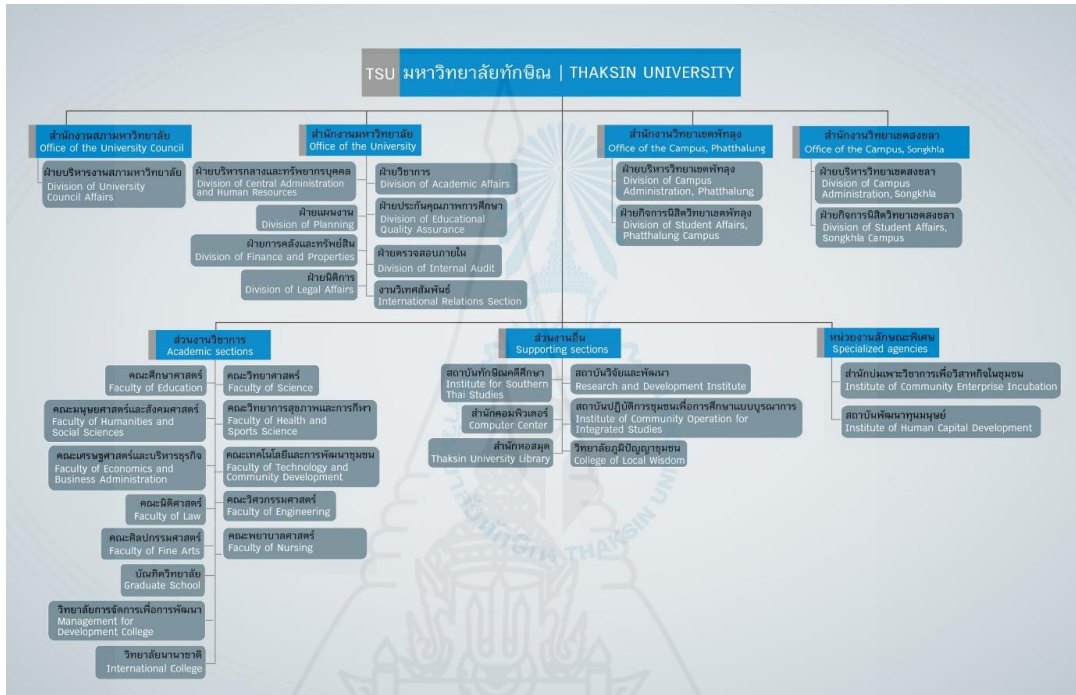 TSU มหาวิทยาลัยทักษิณ | THAKSIN UNIVERSITY
สำนักงานสภามหาวิทยาลัย
Office of the University Council
ฝ่ายบริหารงานสภามหาวิทยาลัย
Division of University
Council Affairs
สำนักงานมหาวิทยาลัย
Office of the University
ฝ่ายบริหารกลางและทรัพยากรบุคคล
Division of Central Administration
and Human Resources
ฝ่ายแผนงาน
Division of Planning
ฝ่ายการคลังและทรัพย์สิน
Division of Finance and Properties
ฝ่ายนิติการ
Division of Legal Affairs
ฝ่ายวิชาการ
Division of Academic Affairs
ฝ่ายประกันคุณภาพการศึกษา
Division of Educational
Quality Assurance
ฝ่ายตรวจสอบภายใน
Division of Internal Audit
งานวิเทศสัมพันธ์
International Relations Section
สำนักงานวิทยาเขตพัทลุง
Office of the Campus, Phatthalung
ฝ่ายบริหารวิทยาเขตพัทลุง
Division of Campus
Administration, Phatthalung
ฝ่ายกิจการนิสิตวิทยาเขตพัทลุง
Division of Student Affairs,
Phatthalung Campus
สำนักงานวิทยาเขตสงขลา
Office of the Campus, Songkhla
ฝ่ายบริหารวิทยาเขตสงขลา
Division of Campus
Administration, Songkhla
ฝ่ายกิจการนิสิตวิทยาเขตสงขลา
Division of Student Affairs,
Songkhla Campus
ส่วนงานวิชาการ
Academic sections
คณะศึกษาศาสตร์
Faculty of Education
คณะมนุษยศาสตร์และสังคมศาสตร์
Faculty of Humanities and
Social Sciences
คณะเศรษฐศาสตร์และบริหารธุรกิจ
Faculty of Economics and
Business Administration
คณะนิติศาสตร์
Faculty of Law
คณะศิลปกรรมศาสตร์
Faculty of Fine Arts
บัณฑิตวิทยาลัย
Graduate School
วิทยาลัยการจัดการเพื่อการพัฒนา
Management for
Development College
วิทยาลัยนานาชาติ
International College
คณะวิทยาศาสตร์
Faculty of Science
คณะวิทยาการสุขภาพและการกีฬา
Faculty of Health and
Sports Science
คณะเทคโนโลยีและการพัฒนาชุมชน
Faculty of Technology and
Community Development
คณะวิศวกรรมศาสตร์
Faculty of Engineering
คณะพยาบาลศาสตร์
Faculty of Nursing
ส่วนงานอื่น
Supporting sections
สถาบันทักษิณคดีศึกษา
Institute for Southern
Thai Studies
สำนักคอมพิวเตอร์
Computer Center
สำนักหอสมุด
Thaksin University Library
สถาบันวิจัยและพัฒนา
Research and Development Institute
สถาบันปฏิบัติการชุมชนเพื่อการศึกษาแบบบูรณาการ
Institute of Community Operation for
Integrated Studies
วิทยาลัยภูมิปัญญาชุมชน
College of Local Wisdom
หน่วยงานลักษณะพิเศษ
Specialized agencies
สำนักบ่มเพาะวิชาการเพื่อวิสาหกิจในชุมชน
Institute of Community Enterprise Incubation
สถาบันพัฒนาทุนมนุษย์
Institute of Human Capital Development